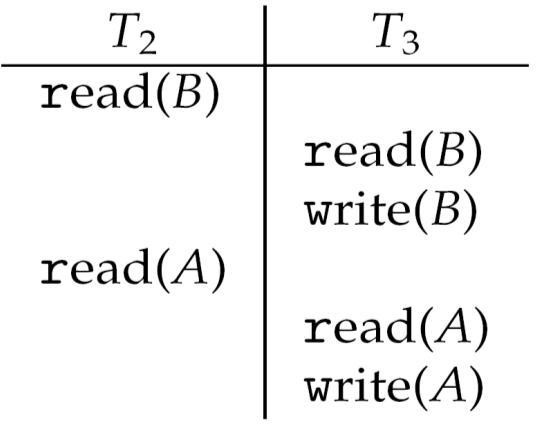 T₂ T₃
read(B)
read(B)
write(B)
read(A)
read(A)
write(A)